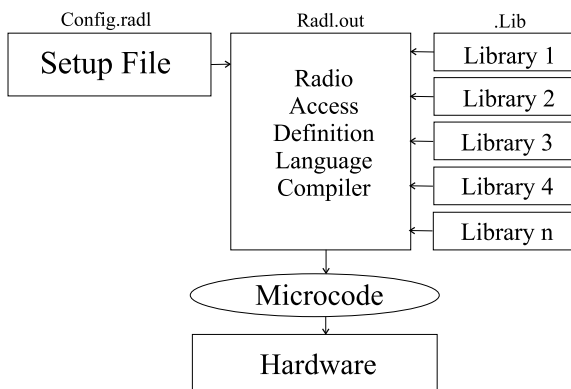 Config.radl
Radl.out
.Lib
Setup File
Radio
Access
Definition
Language
Compiler
Library 1
Library 2
Library 3
Library 4
Library n
Microcode
Hardware